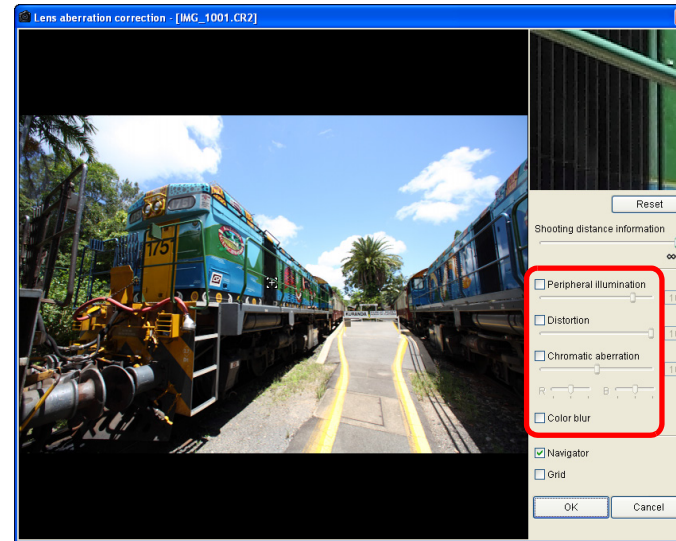 Lens aberration correction - [IMG_1001.CR2]
Reset
Shooting distance information
∞
Peripheral illumination
Distortion
Chromatic aberration
R
B
Color blur
Navigator
Grid
OK
Cancel
175
KURANDA